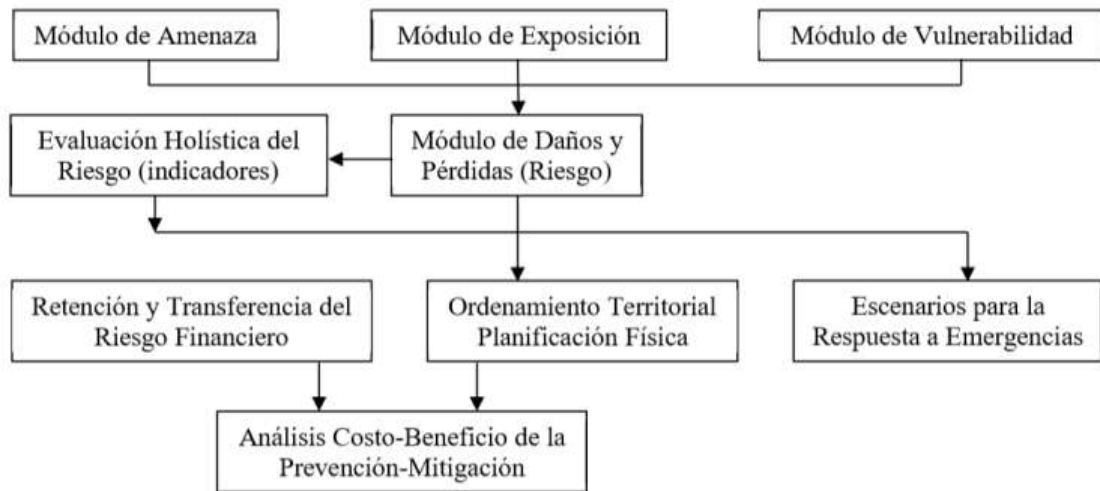 Módulo de Amenaza
Módulo de Exposición
Módulo de Vulnerabilidad
Evaluación Holística del
Riesgo (indicadores)
Módulo de Daños y
Pérdidas (Riesgo)
Retención y Transferencia del
Riesgo Financiero
Ordenamiento Territorial
Planificación Física
Escenarios para la
Respuesta a Emergencias
Análisis Costo-Beneficio de la
Prevención-Mitigación